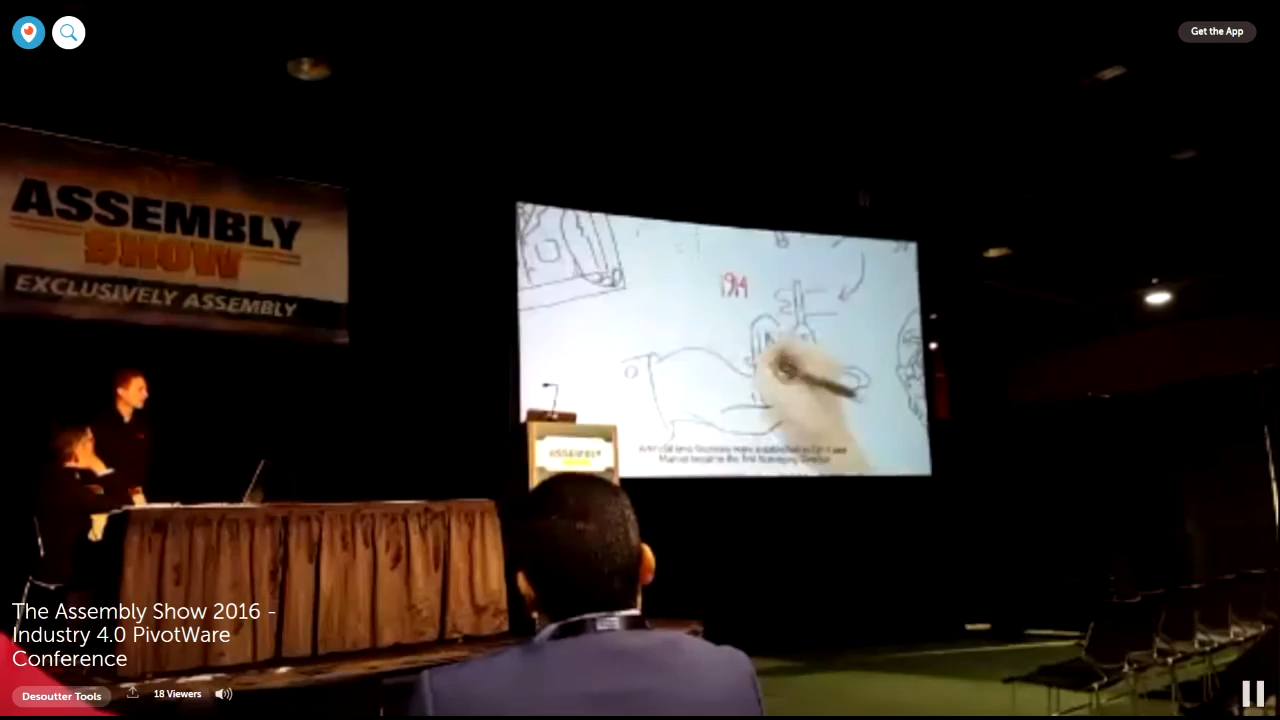 Get the App
ASSEMBLY
SHOW
EXCLUSIVELY ASSEMBLY
1914
ASSEMBLY
The Assembly Show 2016 -
Industry 4.0 PivotWare
Conference
Desoutter Tools
18 Viewers